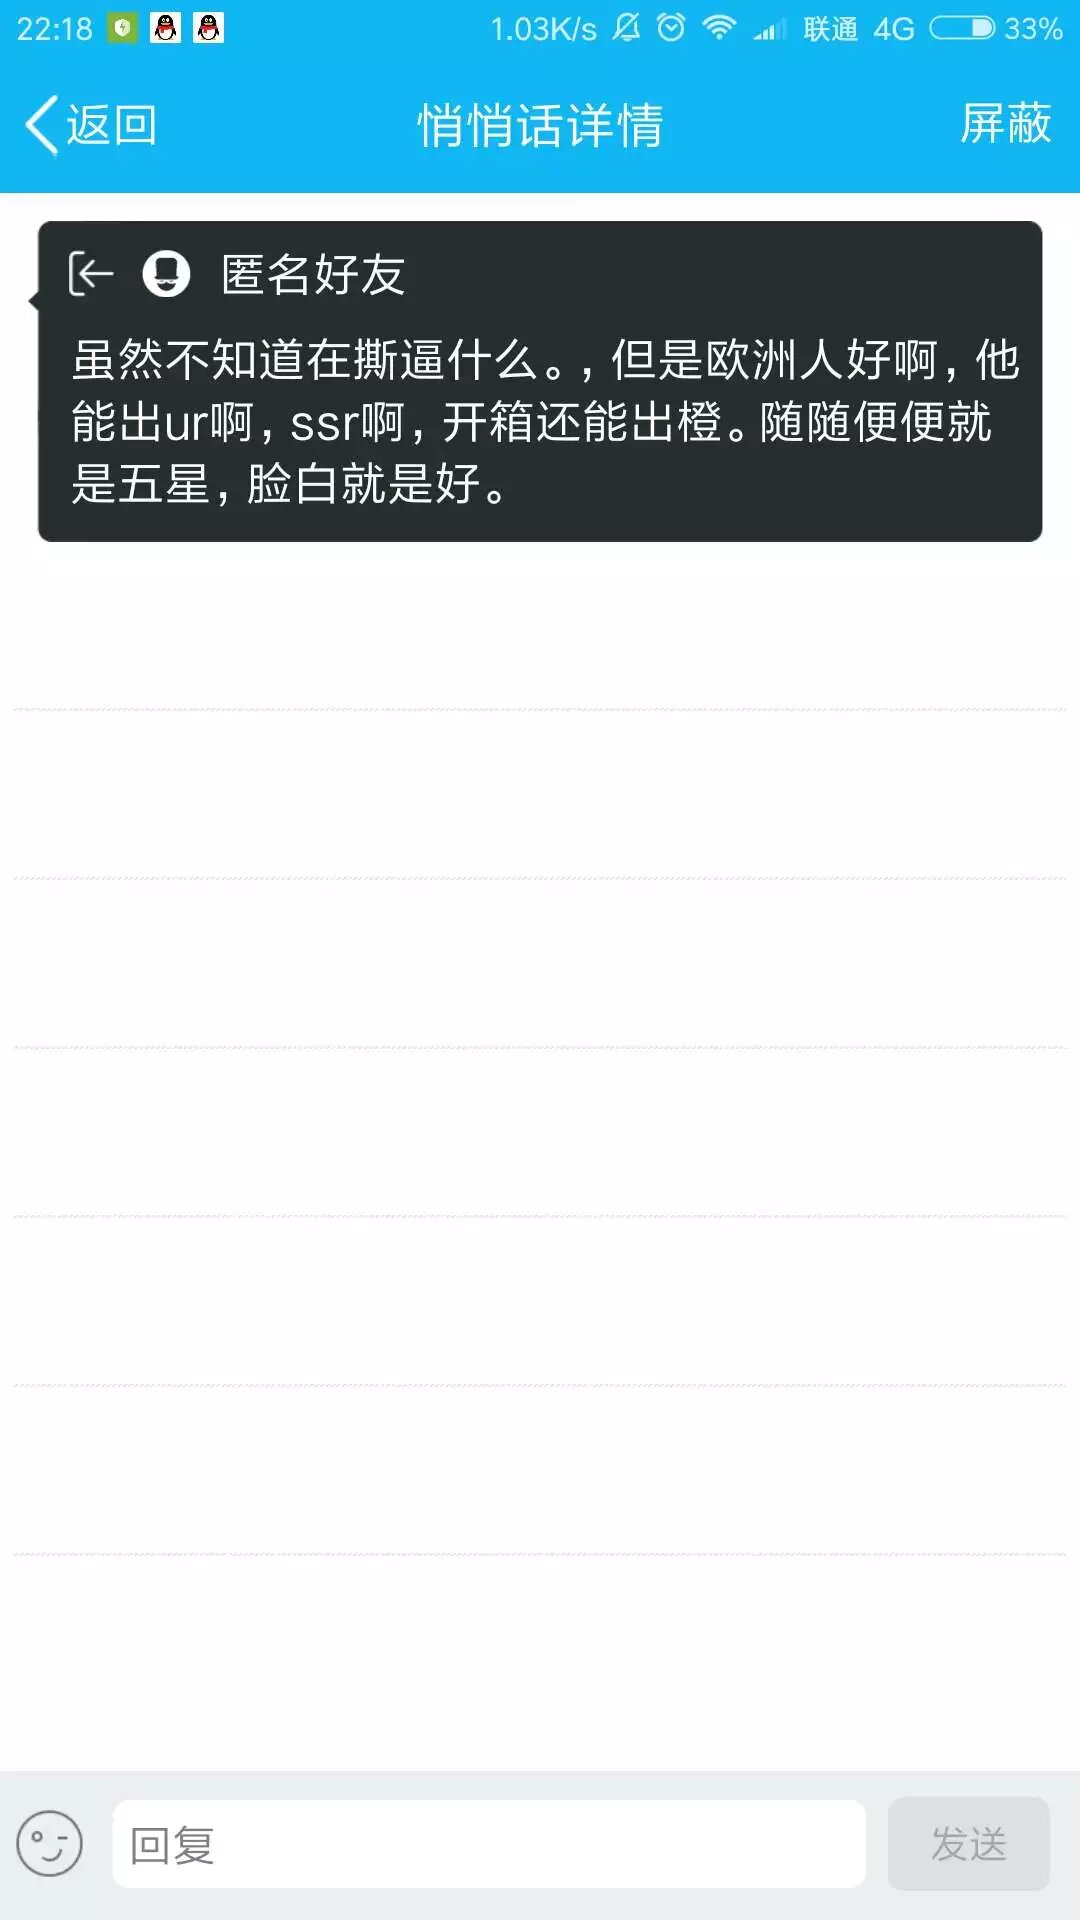 22:18 1.03K/s 联通 4G 33%
返回 悄悄话详情 屏蔽
匿名好友
虽然不知道在撕逼什么。，但是欧洲人好啊，他
能出ur啊，ssr啊，开箱还能出橙。随随便便就
是五星，脸白就是好。
回复 发送